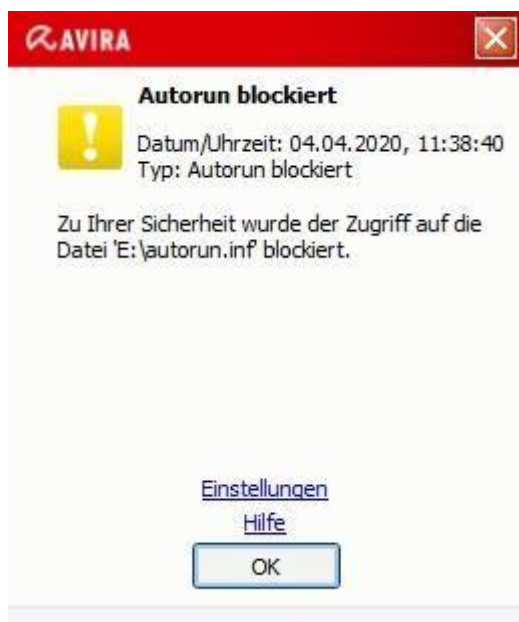 AVIRA
Autorun blockiert
Datum/Uhrzeit: 04.04.2020, 11:38:40
Typ: Autorun blockiert
Zu Ihrer Sicherheit wurde der Zugriff auf die
Datei 'E:\autorun.inf' blockiert.
Einstellungen
Hilfe
OK